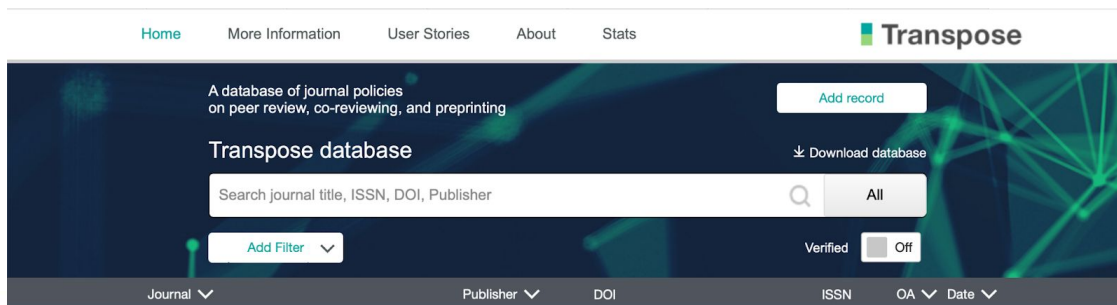 Home More Information User Stories About Stats Transpose
A database of journal policies
on peer review, co-reviewing, and preprinting
Add record
Transpose database
Download database
Search journal title, ISSN, DOI, Publisher
All
Add Filter
Verified Off
Journal Publisher DOI ISSN OA Date